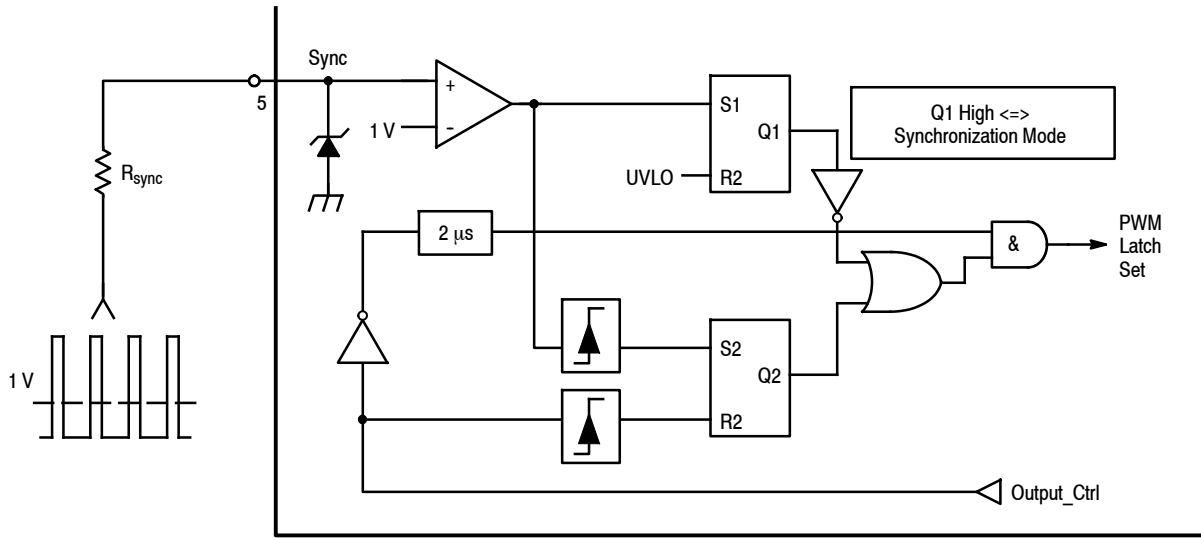 Sync
5
+
1 V
-
S1
Q1
R2
UVLO
Q1 High <=>
Synchronization Mode
Rsync
2 μs
&
PWM
Latch
Set
1 V
S2
Q2
R2
Output_Ctrl